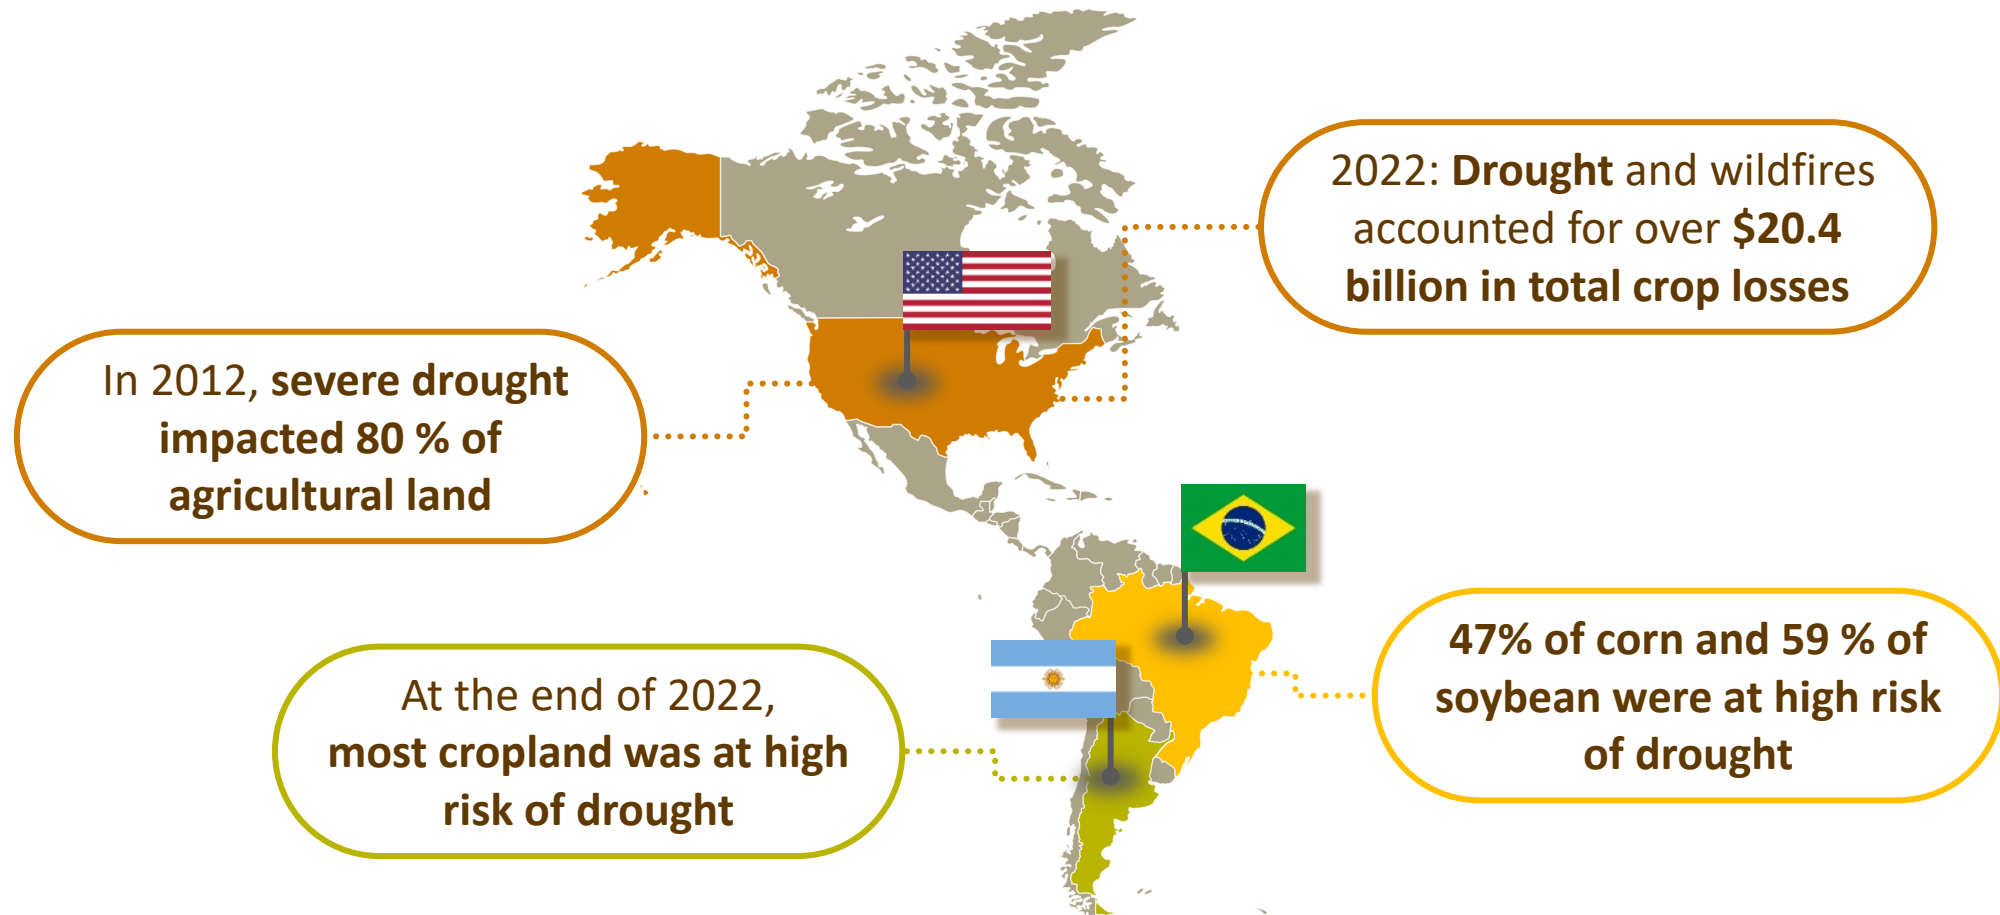 2022: Drought and wildfires
accounted for over $20.4
billion in total crop losses
In 2012, severe drought
impacted 80 % of
agricultural land
47% of corn and 59 % of
soybean were at high risk
of drought
At the end of 2022,
most cropland was at high
risk of drought